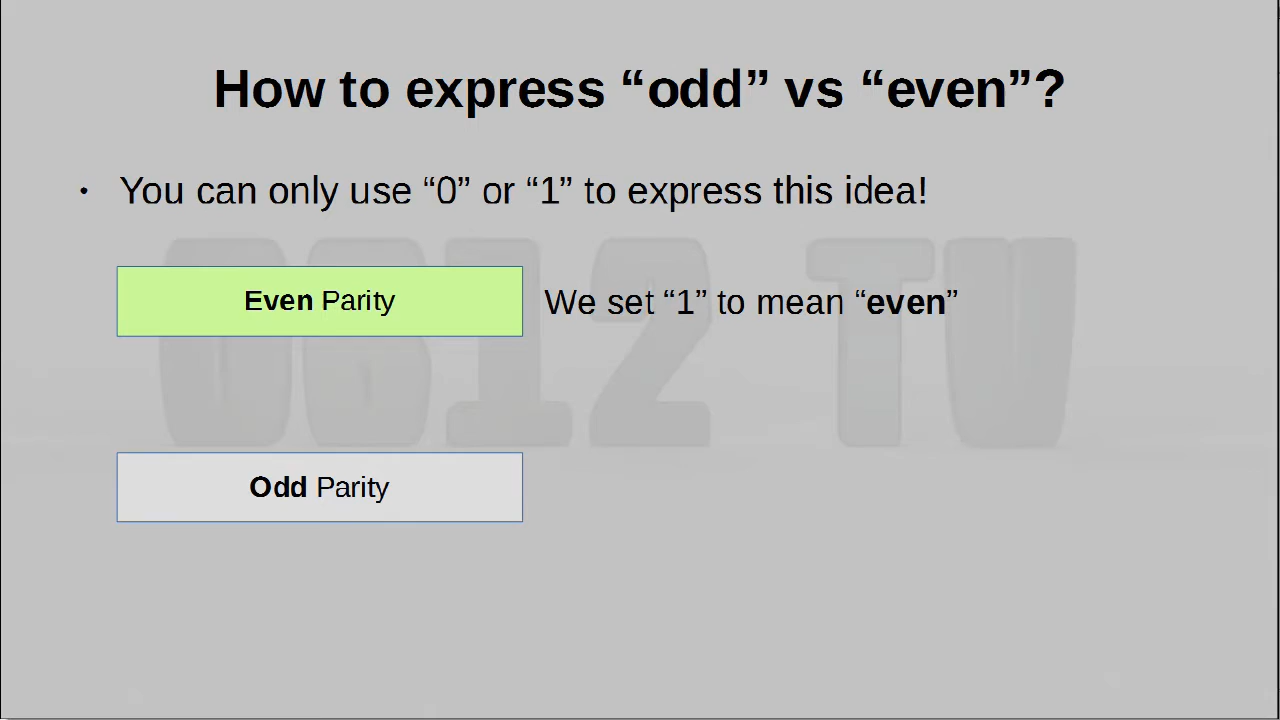 How to express “odd” vs “even”?
• You can only use “0” or “1” to express this idea!
0612 TV
Even Parity
We set “1” to mean “even”
Odd Parity